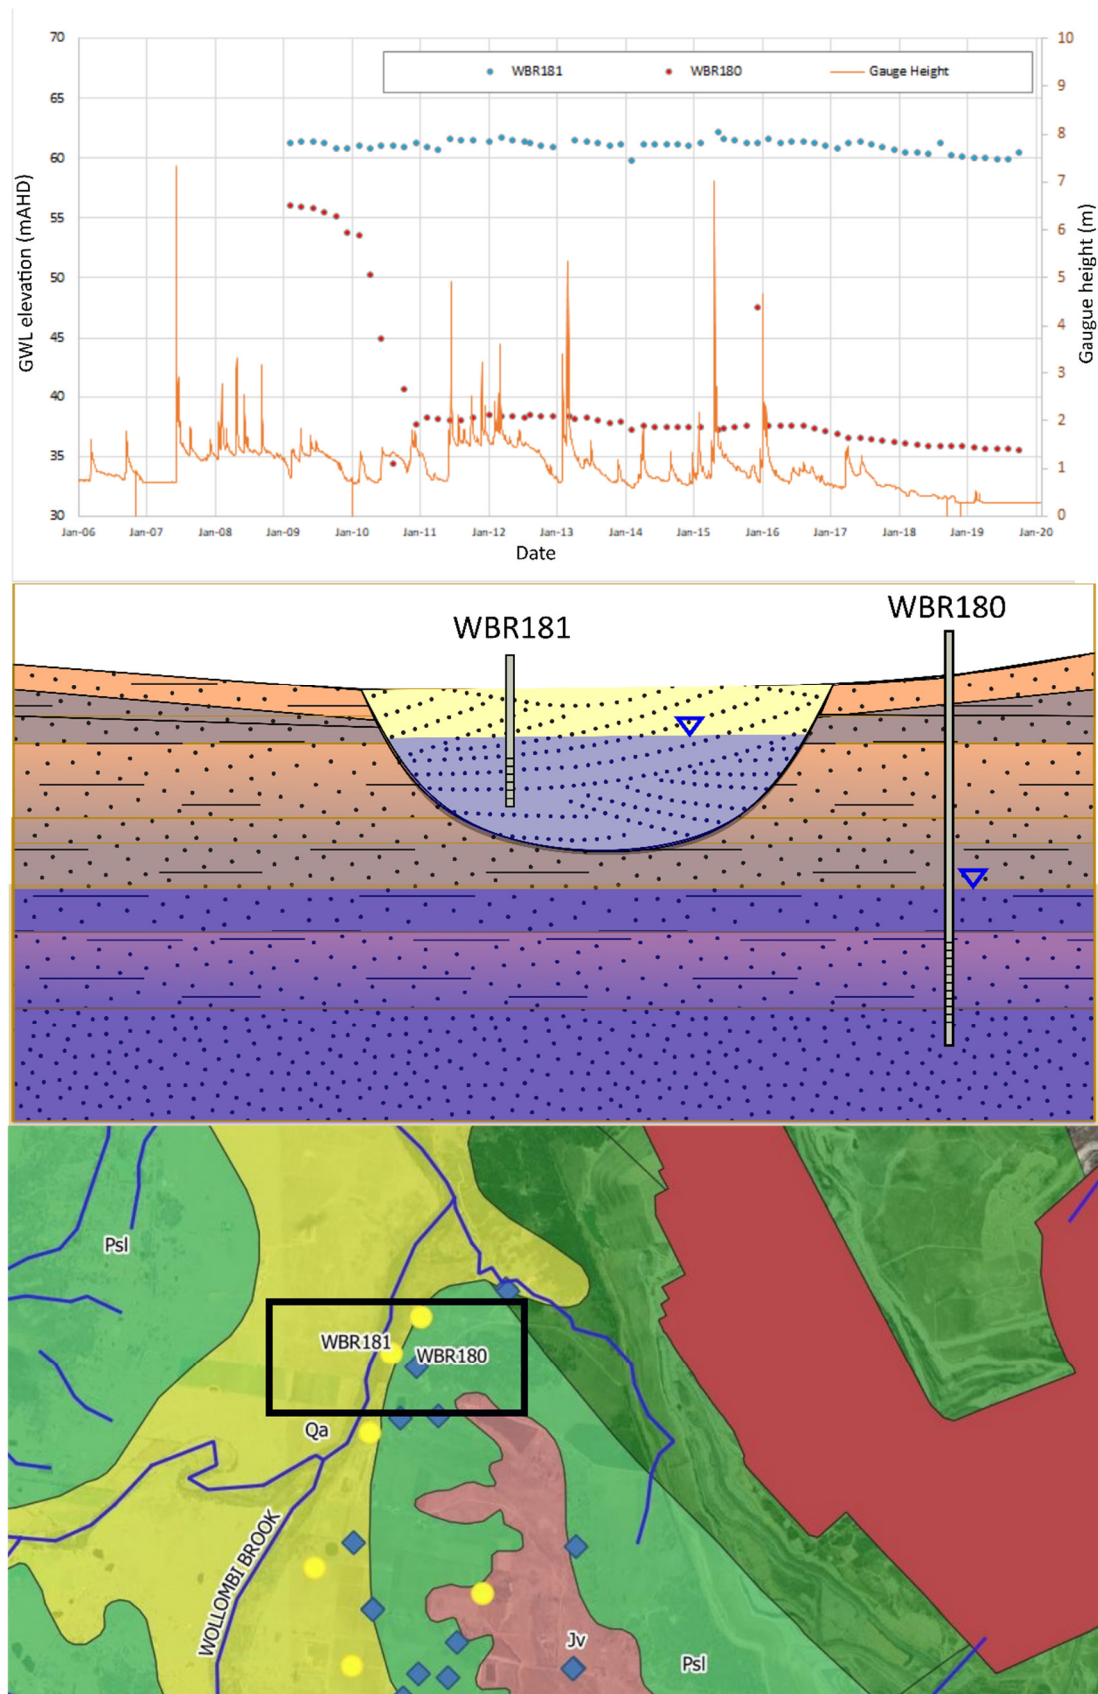 70
65
60
55
50
45
40
35
30
GWL elevation (mAHD)
WBR181
WBR180
Gauge Height
10
9
8
7
6
5
4
3
2
1
0
Gaugue height (m)
Jan-06 Jan-07 Jan-08 Jan-09 Jan-10 Jan-11 Jan-12 Jan-13 Jan-14 Jan-15 Jan-16 Jan-17 Jan-18 Jan-19 Jan-20
Date
WBR181
WBR180
Psl
WBR181
WBR180
Qa
WOLLOMBI BROOK
Jv
Psl